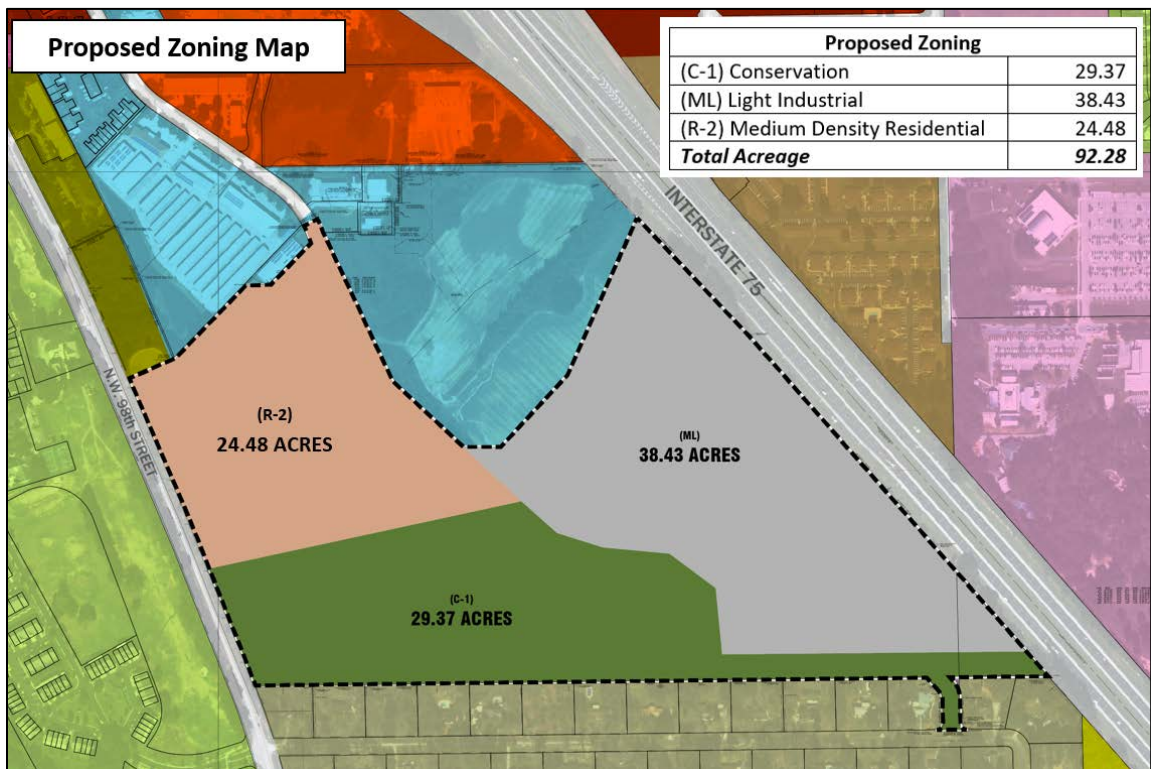 Proposed Zoning Map
Proposed Zoning
(C-1) Conservation 29.37
(ML) Light Industrial 38.43
(R-2) Medium Density Residential 24.48
Total Acreage 92.28
INTERSTATE 75
N.W. 98th STREET
(R-2)
24.48 ACRES
(ML)
38.43 ACRES
(C-1)
29.37 ACRES